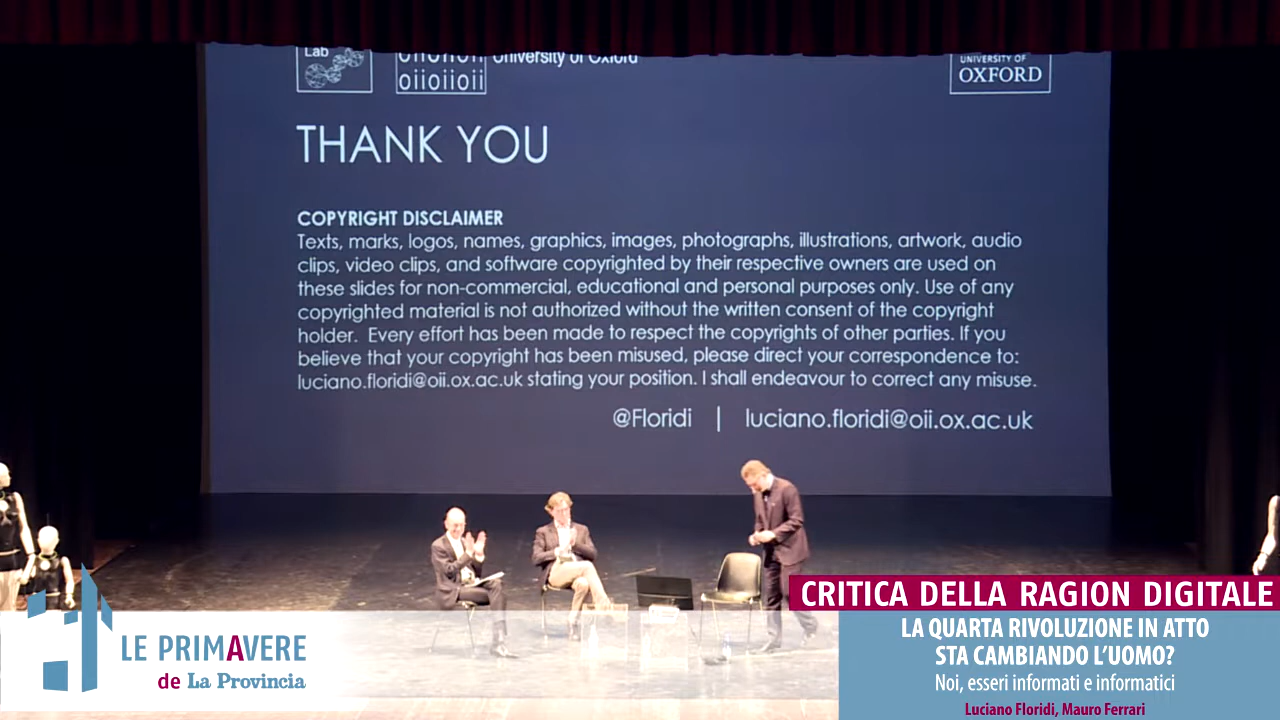 Lab
oiioiioii
oiioiioii
University of Oxford
UNIVERSITY OF
OXFORD
THANK YOU
COPYRIGHT DISCLAIMER
Texts, marks, logos, names, graphics, images, photographs, illustrations, artwork, audio
clips, video clips, and software copyrighted by their respective owners are used on
these slides for non-commercial, educational and personal purposes only. Use of any
copyrighted material is not authorized without the written consent of the copyright
holder.  Every effort has been made to respect the copyrights of other parties. If you
believe that your copyright has been misused, please direct your correspondence to:
luciano.floridi@oii.ox.ac.uk stating your position. I shall endeavour to correct any misuse.
@Floridi | luciano.floridi@oii.ox.ac.uk
CRITICA DELLA RAGION DIGITALE
LA QUARTA RIVOLUZIONE IN ATTO
STA CAMBIANDO L'UOMO?
Noi, esseri informati e informatici
Luciano Floridi, Mauro Ferrari
LE PRIMAVERE
de La Provincia